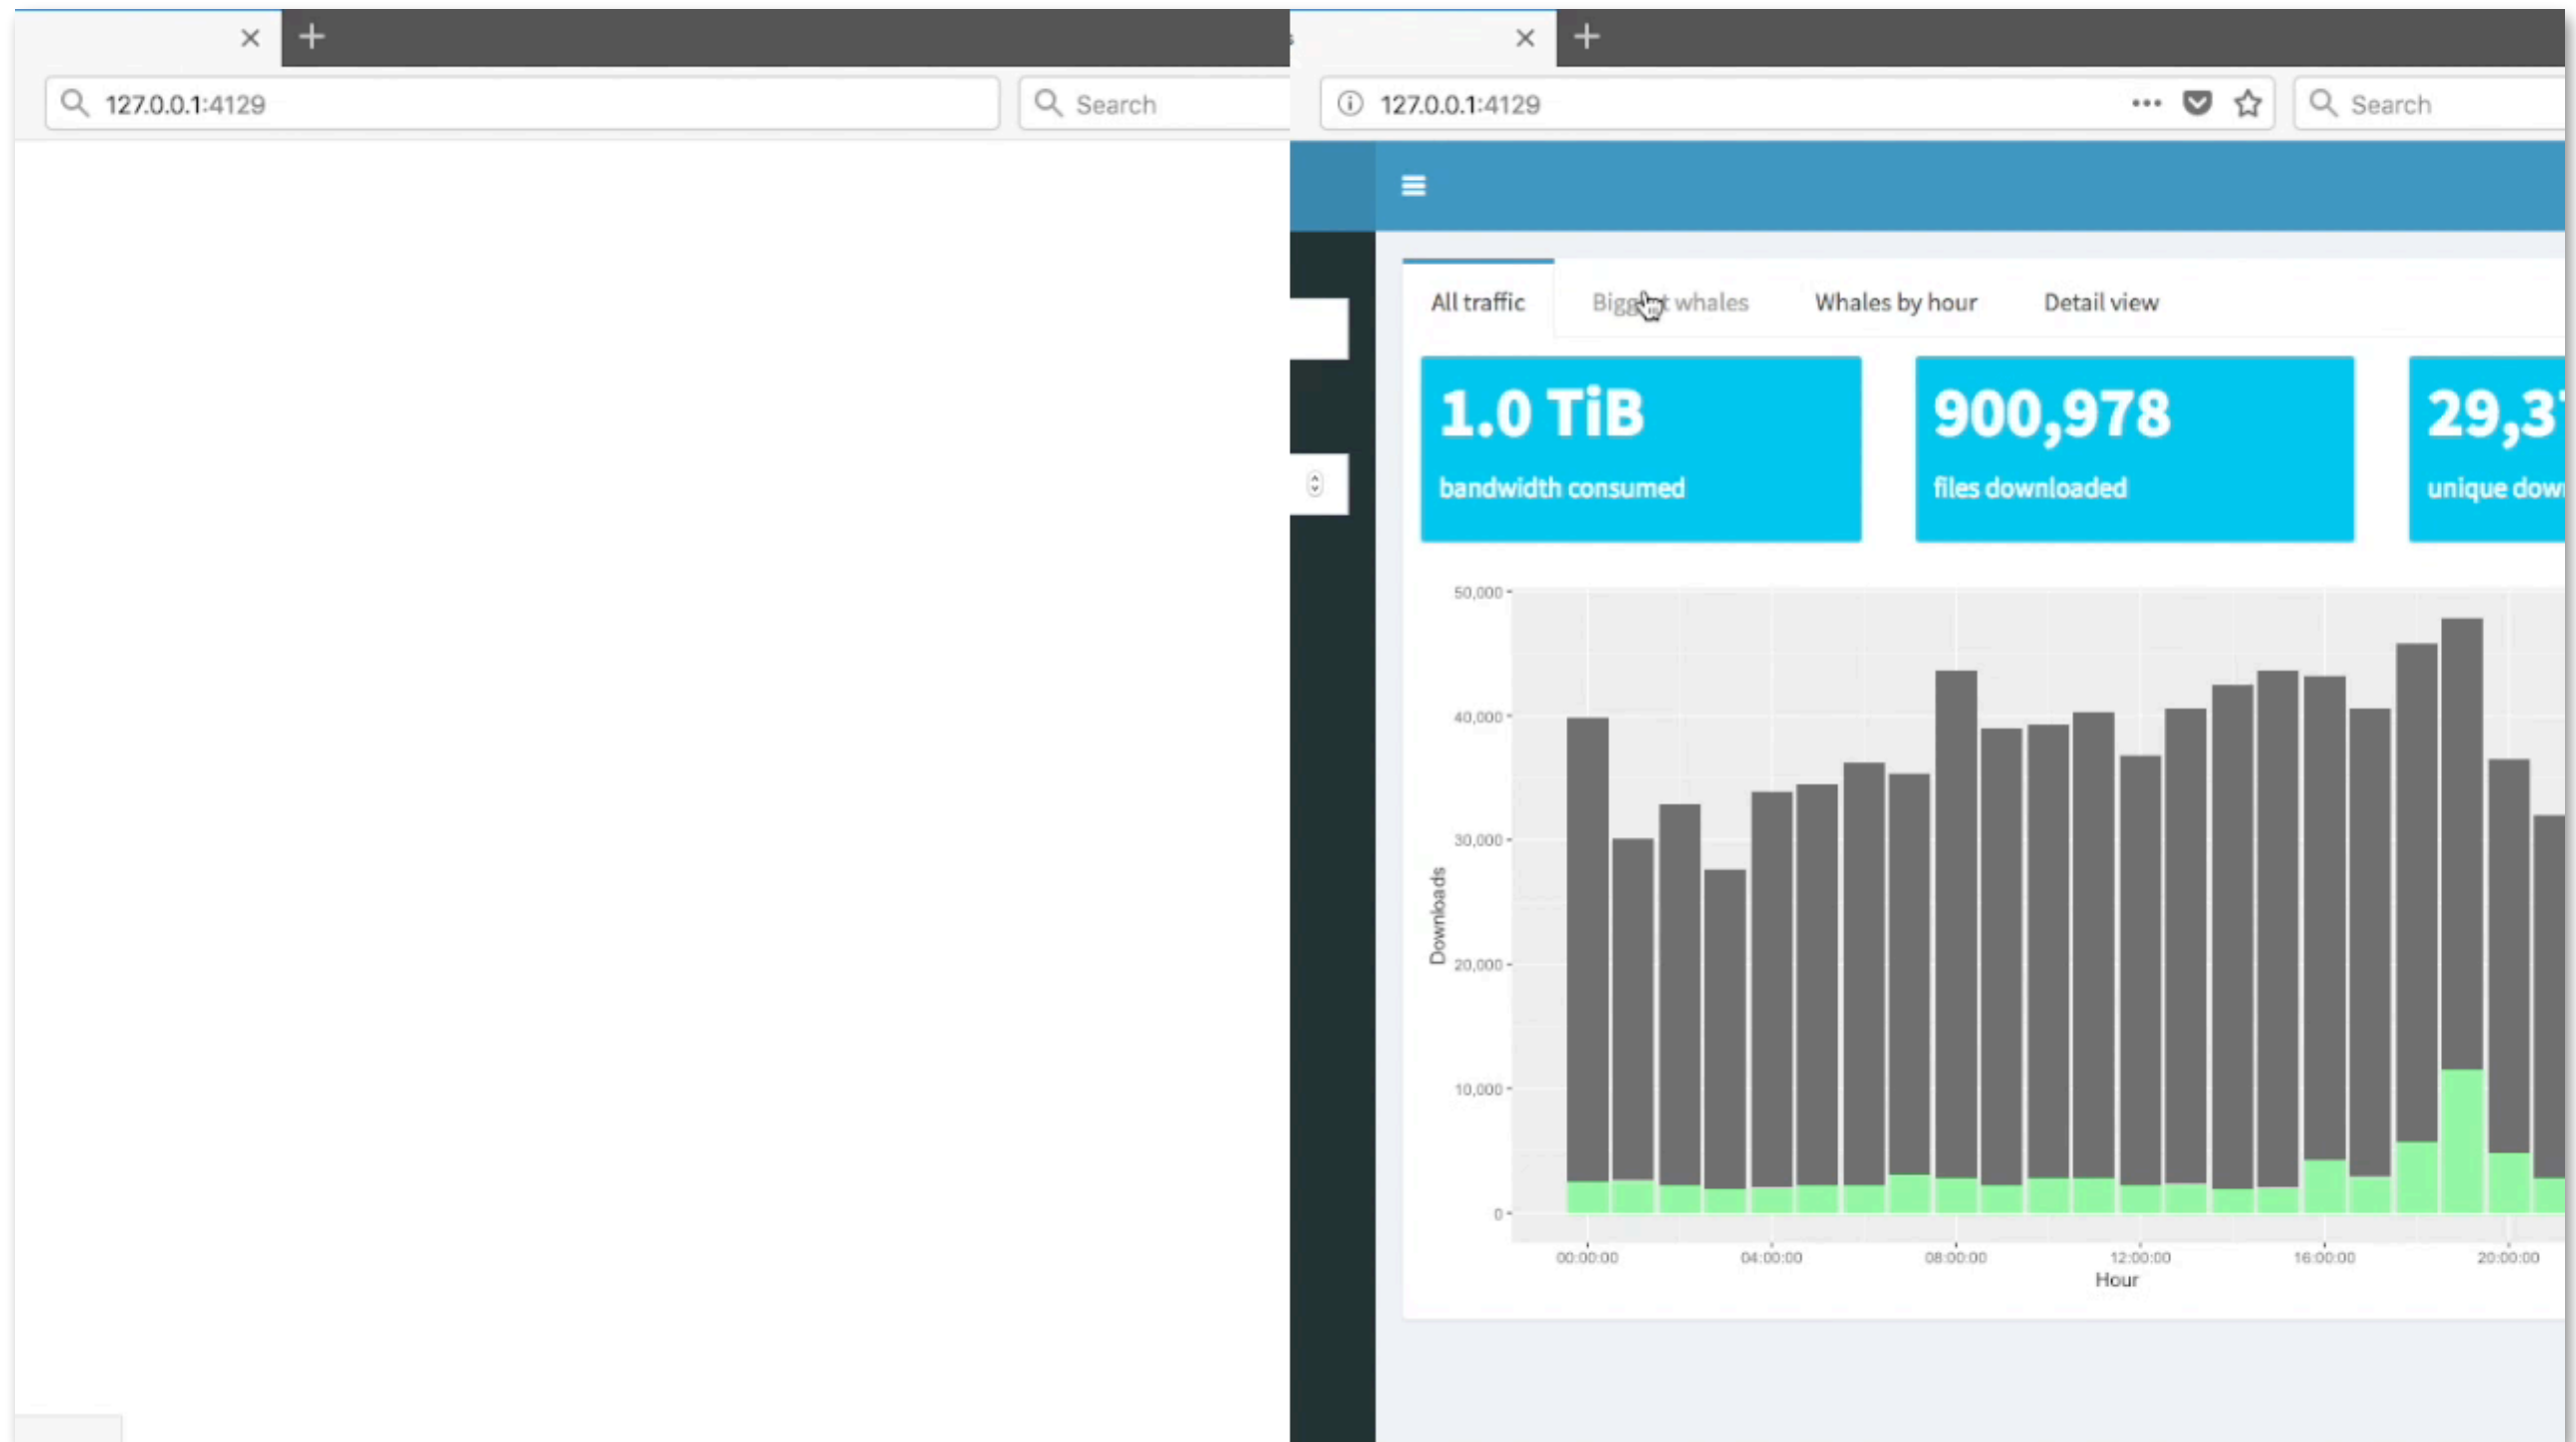 127.0.0.1:4129
Search
127.0.0.1:4129
Search
All traffic
whales
Whales by hour
Detail view
1.0 TiB
bandwidth consumed
900,978
files downloaded
29,3
unique
50,000
40,000
30,000
20,000
10,000
0
Downloads
00:00:00
04:00:00
08:00:00
12:00:00
16:00:00
20:00:00
Hour